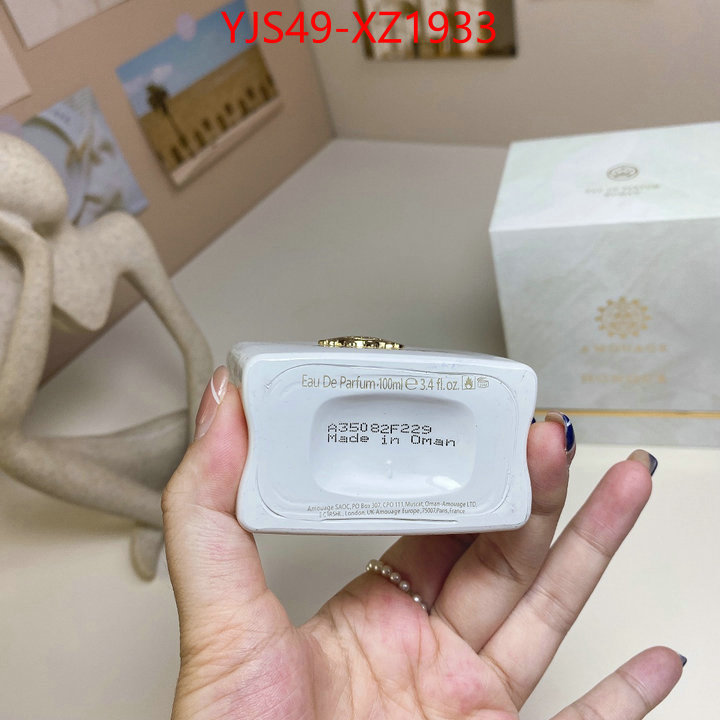 YJS49-XZ1933
AMOUAGE
Eau De Parfum·100ml ℮ 3.4 fl.oz.
A35082F229
Made in Oman
Amouage SAOC, PO Box 307, CPO 111 Muscat, Oman-Amouage LTD,
London, UK-Amouage Europe, 75007 Paris, France